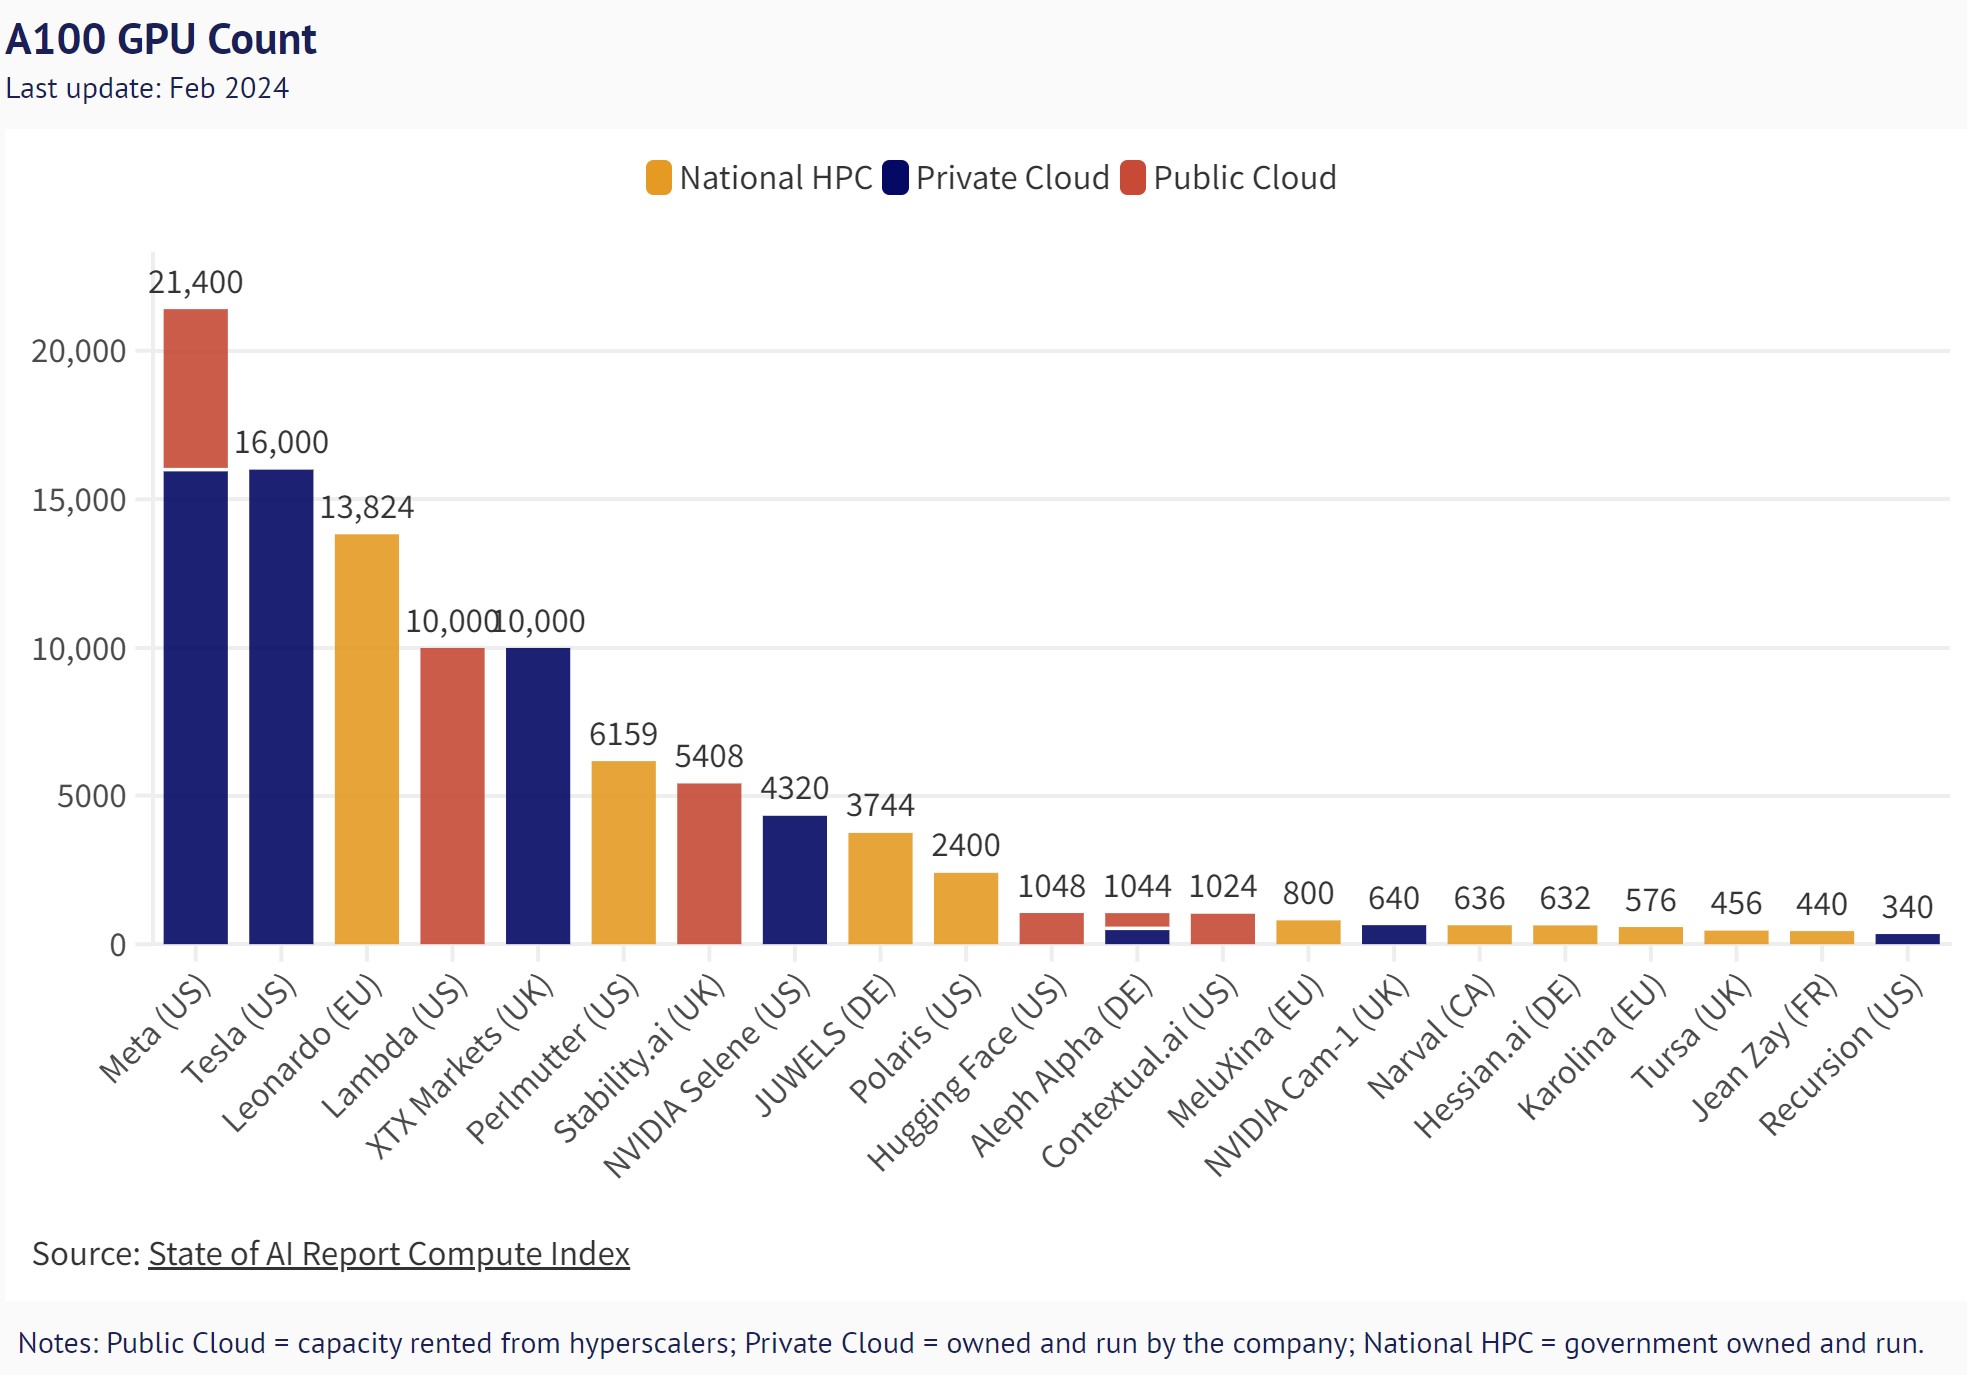 A100 GPU Count
Last update: Feb 2024
National HPC Private Cloud Public Cloud
21,400
20,000
16,000
15,000
13,824
10,000 10,000
10,000
6159
5408
5000
4320
3744
2400
1048 1044 1024 800 640 636 632 576 456 440 340
0
Meta (US)
Tesla (US)
Leonardo (EU)
Lambda (US)
XTX Markets (UK)
Perlmutter (US)
Stability.ai (UK)
NVIDIA Selene (US)
JUWELS (DE)
Polaris (US)
Hugging Face (US)
Aleph Alpha (DE)
Contextual.ai (US)
MeluXina (EU)
NVIDIA Cam-1 (UK)
Narval (CA)
Hessian.ai (DE)
Karolina (EU)
Tursa (UK)
Jean Zay (FR)
Recursion (US)
Source: State of AI Report Compute Index
Notes: Public Cloud = capacity rented from hyperscalers; Private Cloud = owned and run by the company; National HPC = government owned and run.